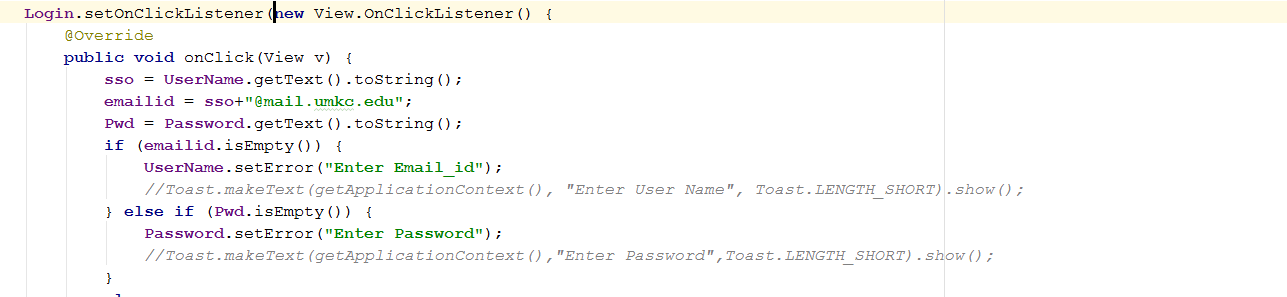 Login.setOnClickListener(new View.OnClickListener() {
@Override
public void onClick(View v) {
sso = UserName.getText().toString();
emailid = sso+"@mail.umkc.edu";
Pwd = Password.getText().toString();
if (emailid.isEmpty()) {
UserName.setError("Enter Email_id");
//Toast.makeText(getApplicationContext(), "Enter User Name", Toast.LENGTH_SHORT).show();
} else if (Pwd.isEmpty()) {
Password.setError("Enter Password");
//Toast.makeText(getApplicationContext(),"Enter Password",Toast.LENGTH_SHORT).show();
}